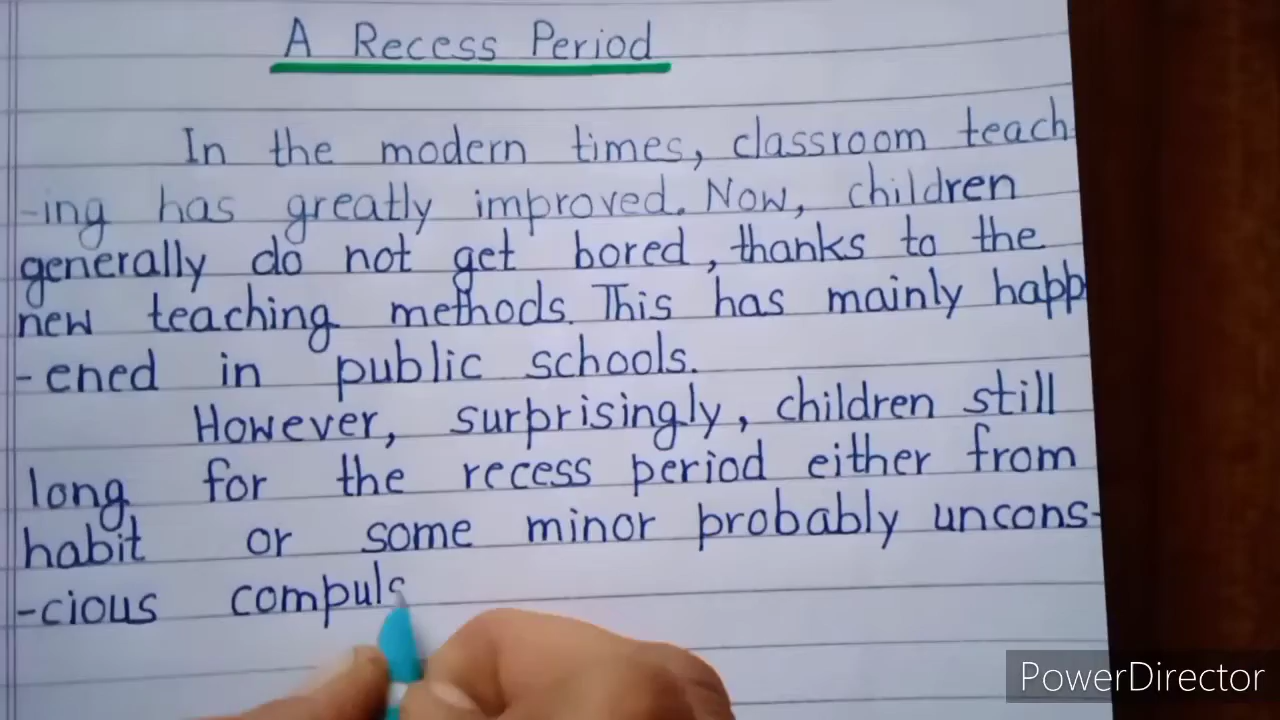 A Recess Period
In the modern times, classroom teach-
-ing has greatly improved. Now, children
generally do not get bored, thanks to the
new teaching methods. This has mainly happ
-ened in public schools.
However, surprisingly, children still
long for the recess period either from
habit or some minor probably uncons-
-cious compuls
PowerDirector